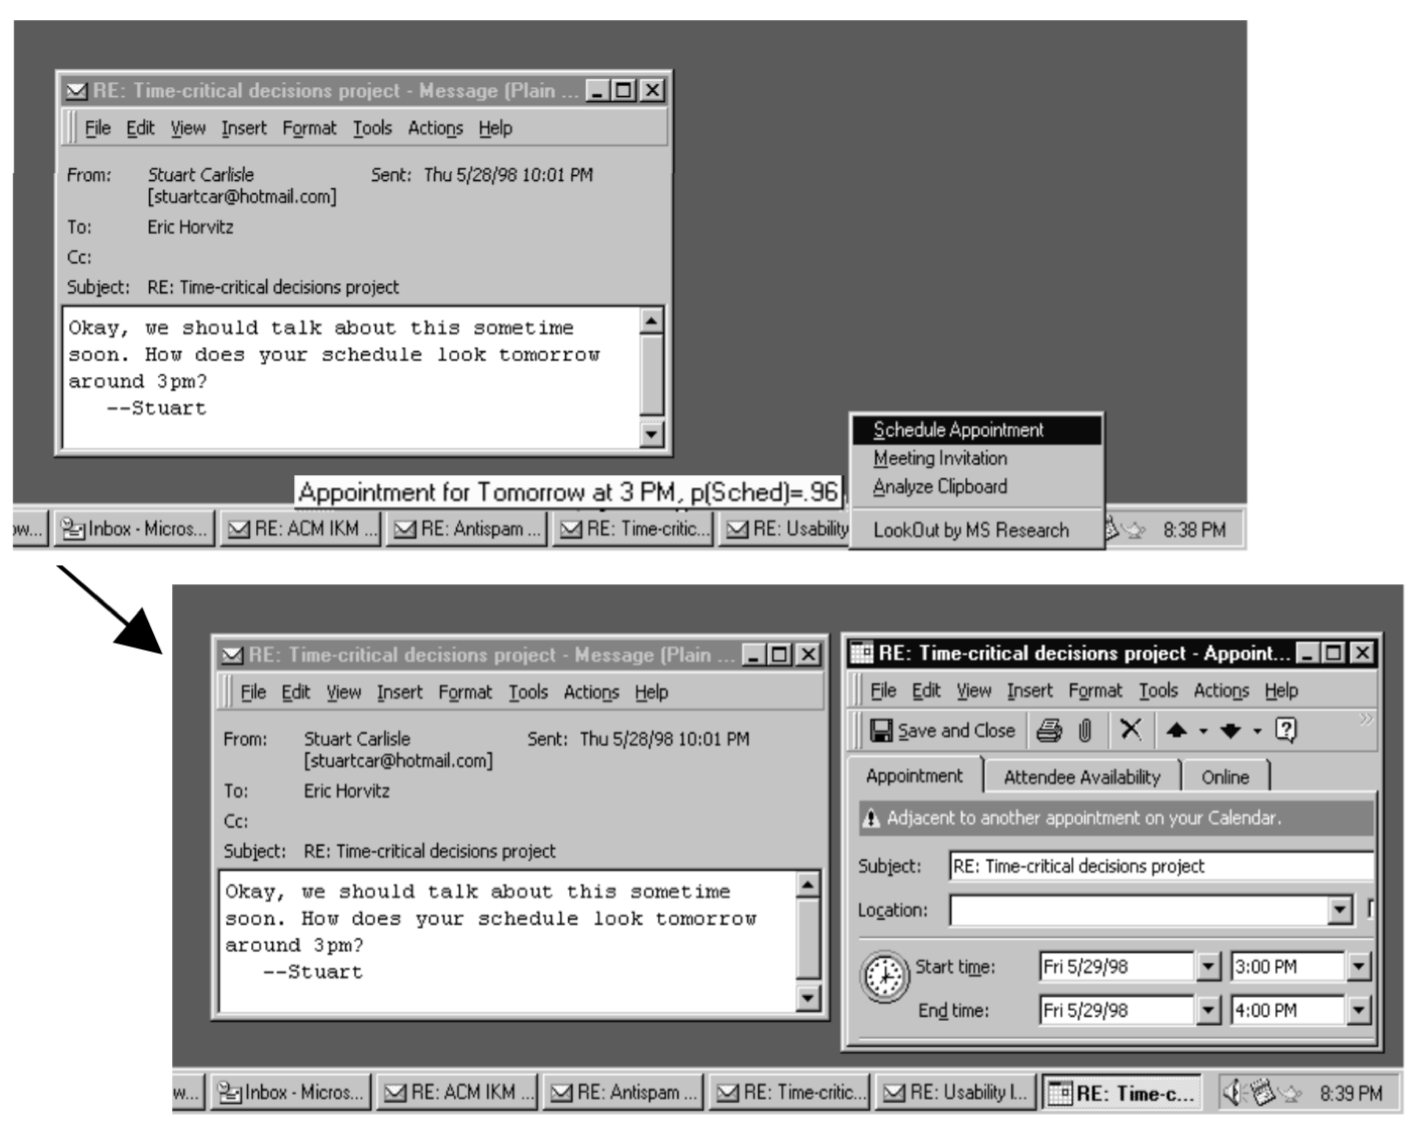 RE: Time-critical decisions project - Message (Plain ...
File Edit View Insert Format Tools Actions Help
From: Stuart Carlisle Sent: Thu 5/28/98 10:01 PM
[stuartcar@hotmail.com]
To: Eric Horvitz
Cc:
Subject: RE: Time-critical decisions project
Okay, we should talk about this sometime
soon. How does your schedule look tomorrow
around 3pm?
--Stuart
Schedule Appointment
Meeting Invitation
Analyze Clipboard
LookOut by MS Research
Appointment for Tomorrow at 3 PM, p(Sched)=.96
ow... Inbox - Micros... RE: ACM IKM ... RE: Antispam ... RE: Time-critic... RE: Usability 8:38 PM
RE: Time-critical decisions project - Message (Plain ...
File Edit View Insert Format Tools Actions Help
From: Stuart Carlisle Sent: Thu 5/28/98 10:01 PM
[stuartcar@hotmail.com]
To: Eric Horvitz
Cc:
Subject: RE: Time-critical decisions project
Okay, we should talk about this sometime
soon. How does your schedule look tomorrow
around 3pm?
--Stuart
RE: Time-critical decisions project - Appoint...
File Edit View Insert Format Tools Actions Help
Save and Close
Appointment Attendee Availability Online
Adjacent to another appointment on your Calendar.
Subject: RE: Time-critical decisions project
Location:
Start time: Fri 5/29/98 3:00 PM
End time: Fri 5/29/98 4:00 PM
w... Inbox - Micros... RE: ACM IKM ... RE: Antispam ... RE: Time-critic... RE: Usability I... RE: Time-c... 8:39 PM